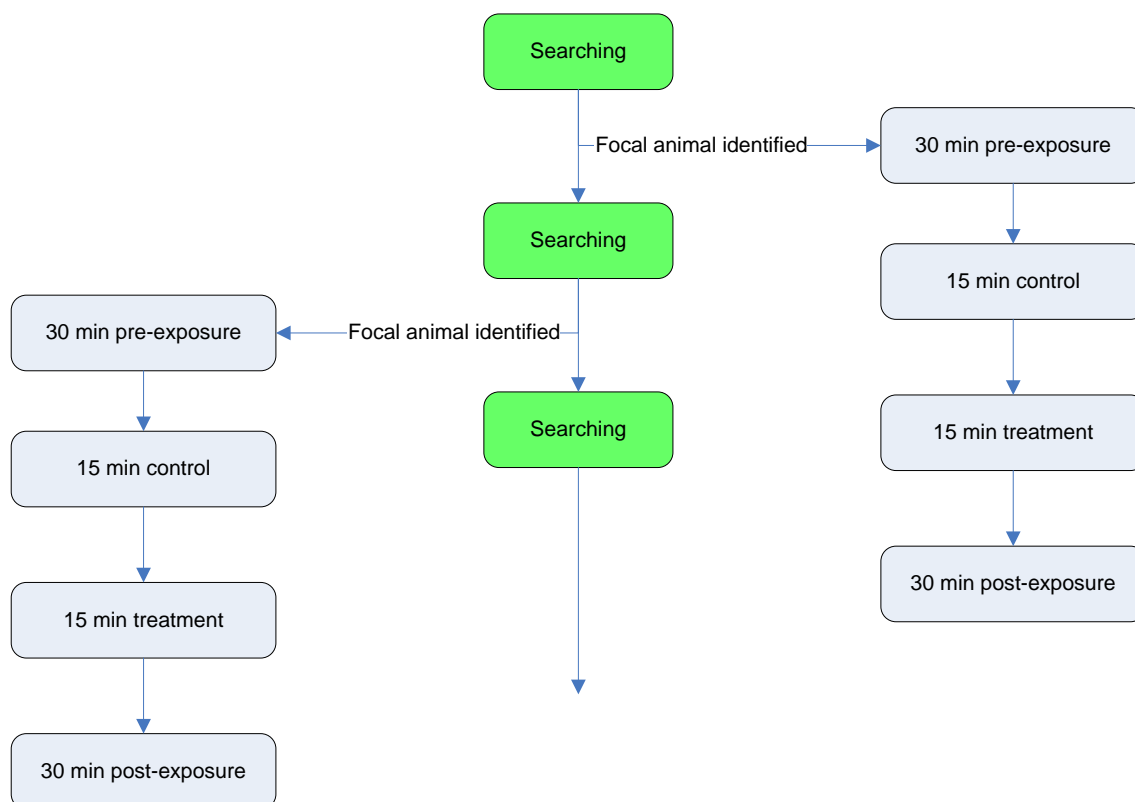 Searching
Focal animal identified
30 min pre-exposure
Searching
15 min control
30 min pre-exposure
Focal animal identified
Searching
15 min treatment
15 min control
30 min post-exposure
15 min treatment
30 min post-exposure